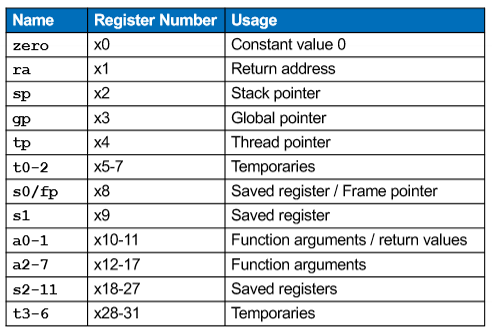 Name Register Number Usage
zero x0 Constant value 0
ra x1 Return address
sp x2 Stack pointer
gp x3 Global pointer
tp x4 Thread pointer
t0-2 x5-7 Temporaries
s0/fp x8 Saved register / Frame pointer
s1 x9 Saved register
a0-1 x10-11 Function arguments / return values
a2-7 x12-17 Function arguments
s2-11 x18-27 Saved registers
t3-6 x28-31 Temporaries